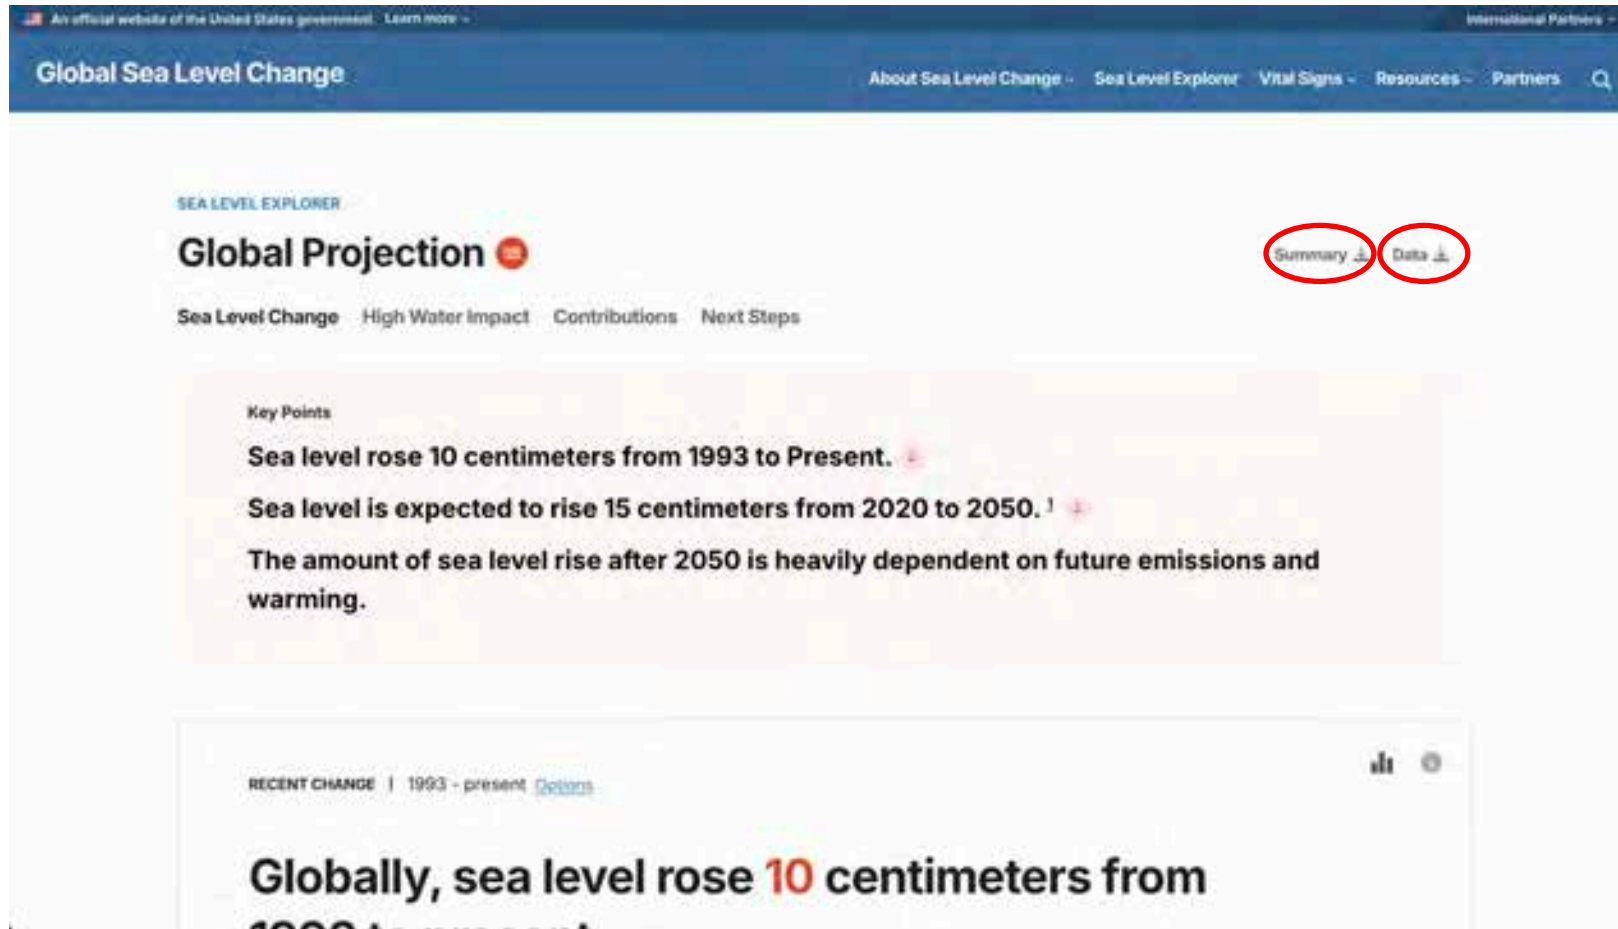 An official website of the United States government. Learn more
International Partners
Global Sea Level Change
About Sea Level Change
Sea Level Explorer
Vital Signs
Resources
Partners
SEA LEVEL EXPLORER
Global Projection
Summary
Data
Sea Level Change High Water Impact Contributions Next Steps
Key Points
Sea level rose 10 centimeters from 1993 to Present.
Sea level is expected to rise 15 centimeters from 2020 to 2050. 1
The amount of sea level rise after 2050 is heavily dependent on future emissions and
warming.
RECENT CHANGE | 1993 - present Options
Globally, sea level rose 10 centimeters from